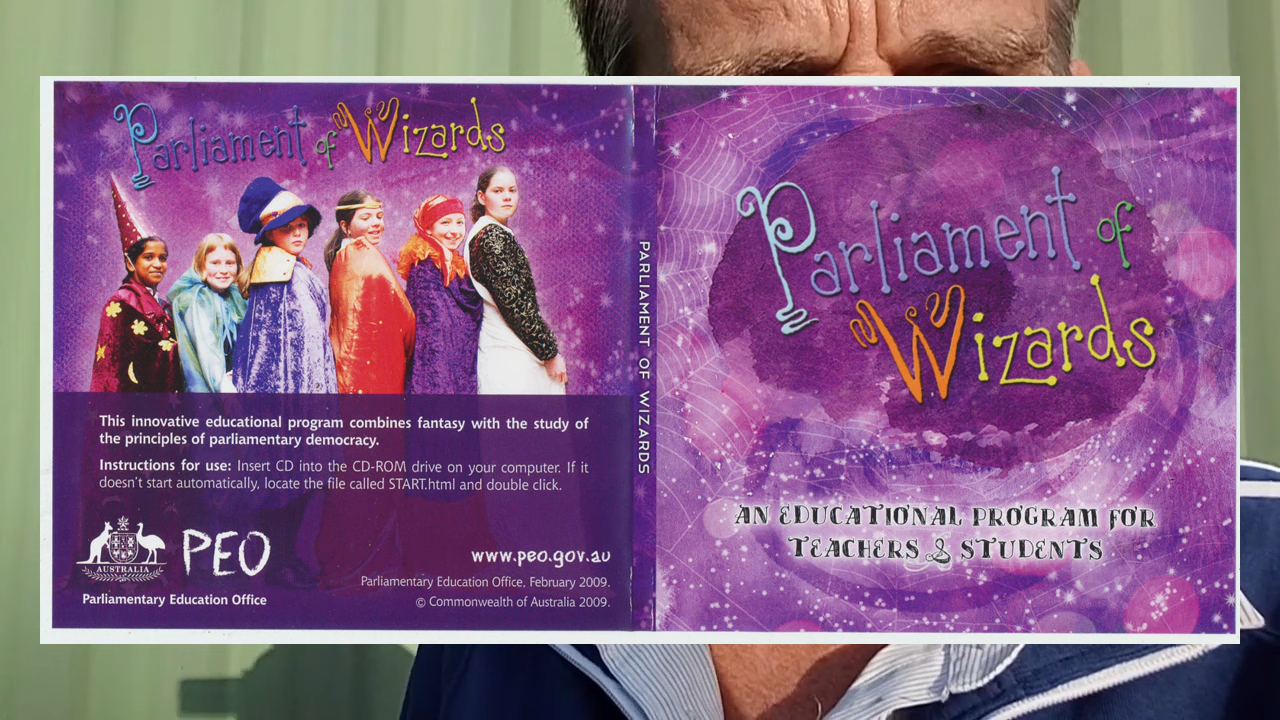 Parliament of Wizards
This innovative educational program combines fantasy with the study of
the principles of parliamentary democracy.
Instructions for use: Insert CD into the CD-ROM drive on your computer. If it
doesn't start automatically, locate the file called START.html and double click.
AUSTRALIA
PEO
Parliamentary Education Office
www.peo.gov.au
Parliamentary Education Office, February 2009.
© Commonwealth of Australia 2009.
PARLIAMENT OF WIZARDS
Parliament of
Wizards
AN EDUCATIONAL PROGRAM FOR
TEACHERS & STUDENTS